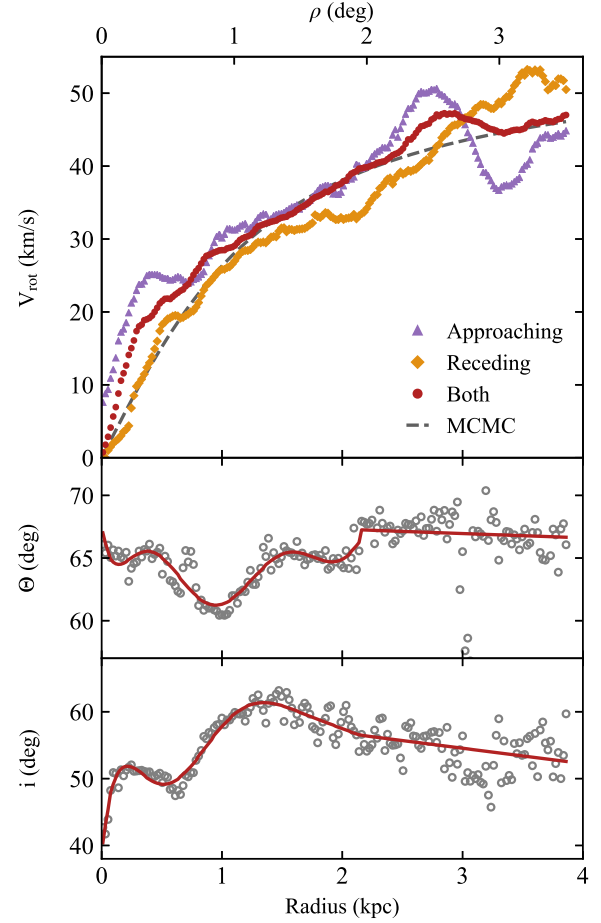 ρ (deg)
0 1 2 3
50
40
30
20
10
0
V_rot (km/s)
Approaching
Receding
Both
MCMC
70
65
60
Θ (deg)
60
50
40
i (deg)
0 1 2 3 4
Radius (kpc)